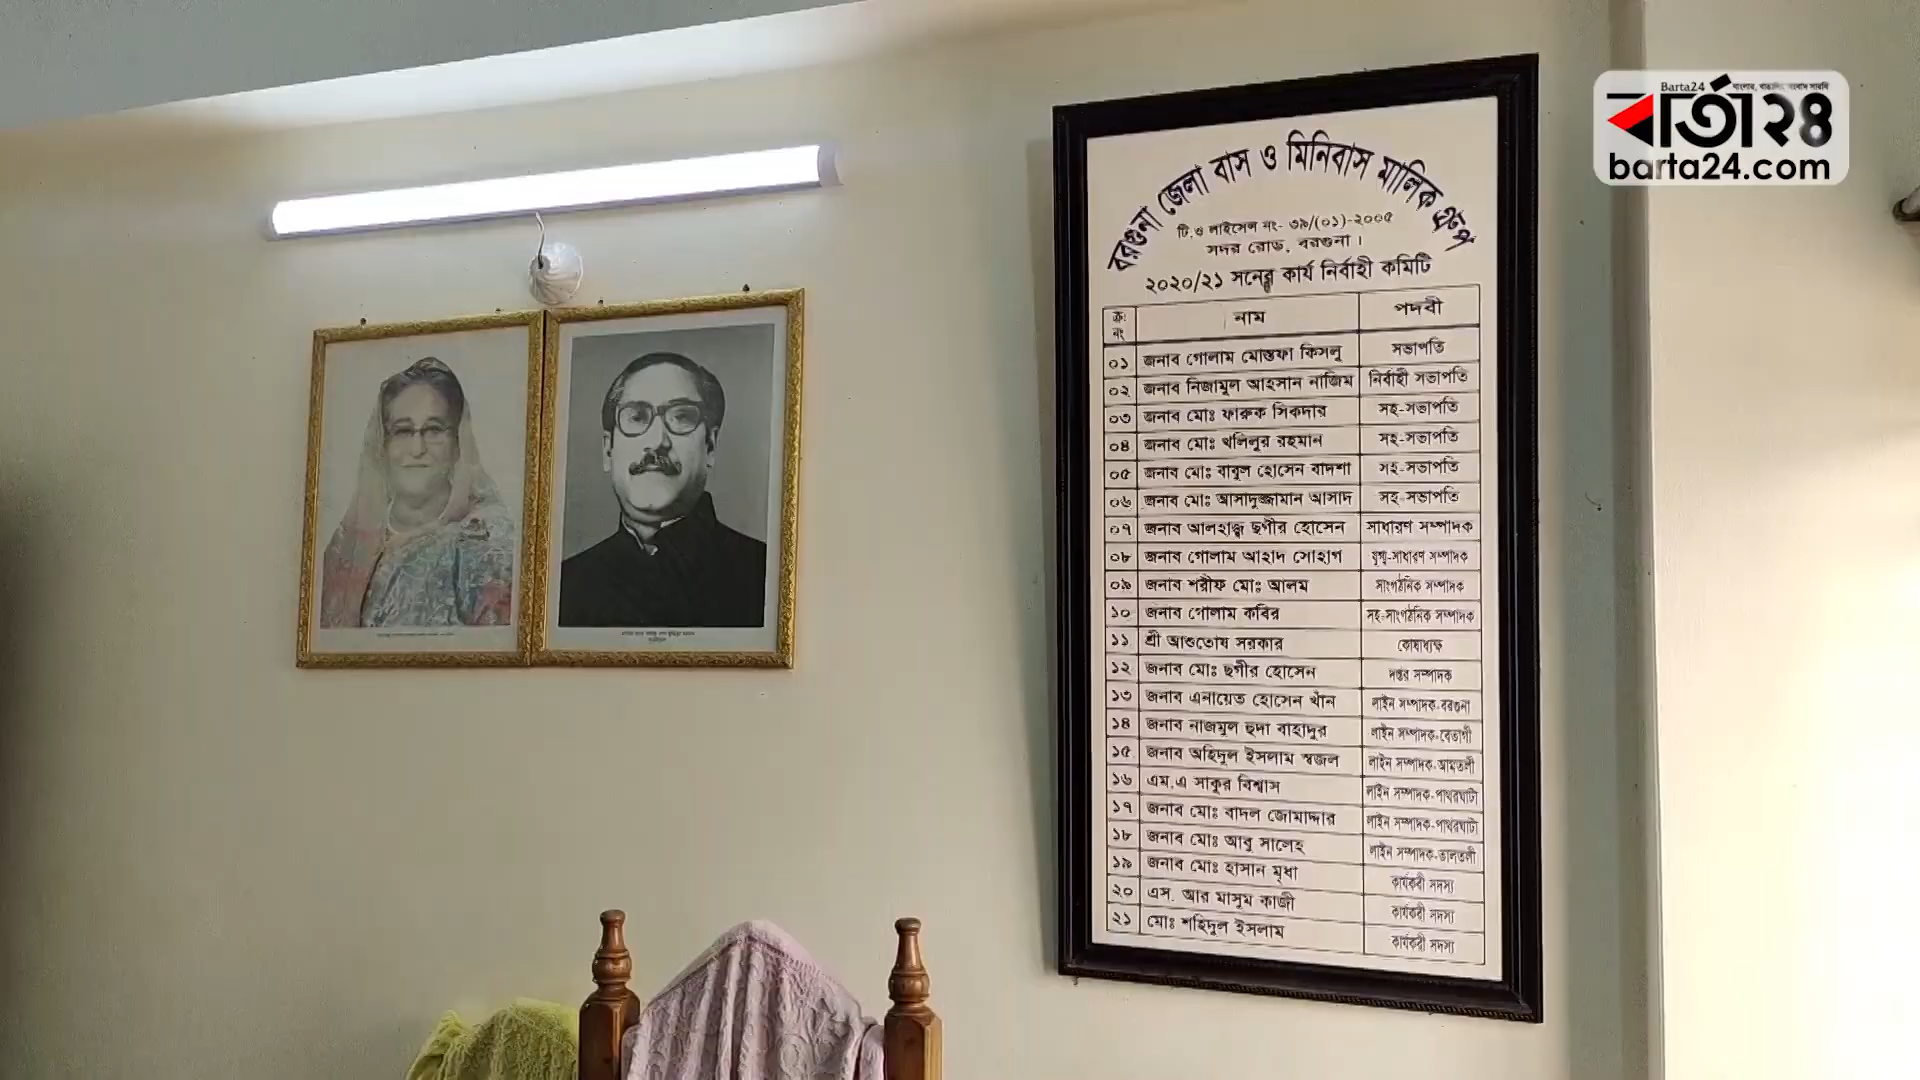 Barta24
বার্তা২৪
barta24.com
বরগুনা জেলা বাস ও মিনিবাস মালিক গ্রুপ
টি,ও লাইসেন্স নং- ৩৯/(০১)-২০০৫
সদর রোড, বরগুনা।
২০২০/২১ সনের কার্য নির্বাহী কমিটি
ক্র: নং নাম পদবী
০১ জনাব গোলাম মোস্তফা কিসলু সভাপতি
০২ জনাব নিজামুল আহসান নাজিম নির্বাহী সভাপতি
০৩ জনাব মোঃ ফারুক সিকদার সহ-সভাপতি
০৪ জনাব মোঃ খলিলুর রহমান সহ-সভাপতি
০৫ জনাব মোঃ বাবুল হোসেন বাদশা সহ-সভাপতি
০৬ জনাব মোঃ আসাদুজ্জামান আসাদ সহ-সভাপতি
০৭ জনাব আলহাজ্ব ছগীর হোসেন সাধারণ সম্পাদক
০৮ জনাব গোলাম আহাদ সোহাগ যুগ্ম-সাধারণ সম্পাদক
০৯ জনাব শরীফ মোঃ আলম সাংগঠনিক সম্পাদক
১০ জনাব গোলাম কবির সহ-সাংগঠনিক সম্পাদক
১১ শ্রী আশুতোষ সরকার কোষাধ্যক্ষ
১২ জনাব মোঃ ছগীর হোসেন দপ্তর সম্পাদক
১৩ জনাব এনায়েত হোসেন খাঁন লাইন সম্পাদক-বরগুনা
১৪ জনাব নাজমুল হুদা বাহাদুর লাইন সম্পাদক-বেতাগী
১৫ জনাব অহিদুল ইসলাম স্বজল লাইন সম্পাদক-আমতলী
১৬ এম,এ সাকুর বিশ্বাস লাইন সম্পাদক-পাথরঘাটা
১৭ জনাব মোঃ বাদল জোমাদ্দার লাইন সম্পাদক-পাথরঘাটা
১৮ জনাব মোঃ আবু সালেহ লাইন সম্পাদক-তালতলী
১৯ জনাব মোঃ হাসান মৃধা কার্যকরী সদস্য
২০ এস. আর মাসুম কাজী কার্যকরী সদস্য
২১ মোঃ শহিদুল ইসলাম কার্যকরী সদস্য